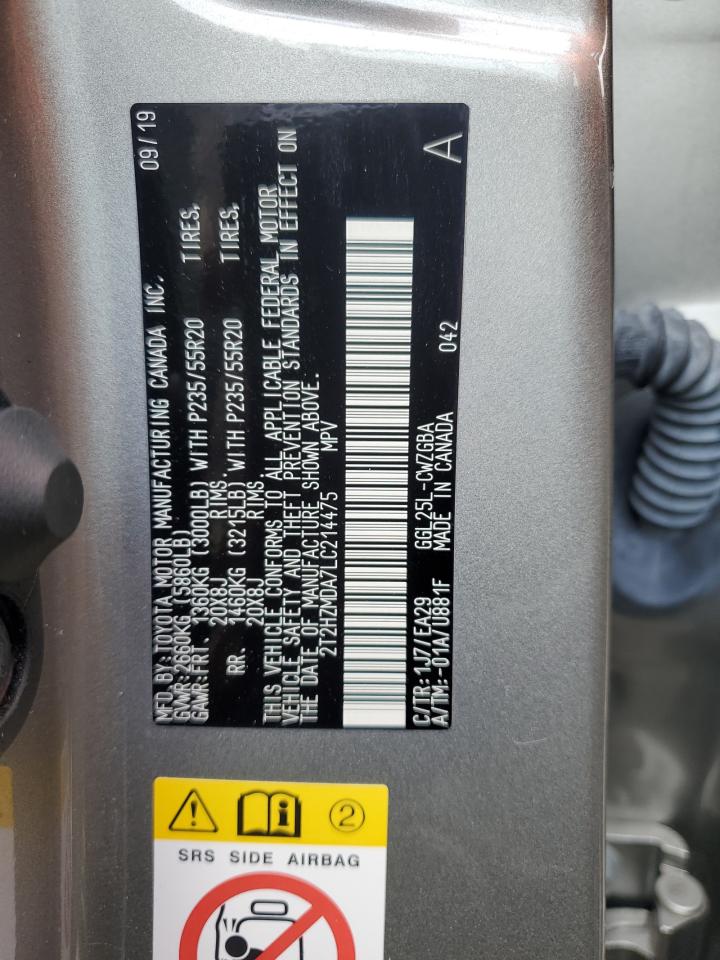 MFD. BY: TOYOTA MOTOR MANUFACTURING CANADA INC. 09/19
GVWR: 2660KG (5860LB)
GAWR: FRT. 1360KG (3000LB) WITH P235/55R20 TIRES,
20X8J RIMS
RR. 1460KG (3215LB) WITH P235/55R20 TIRES,
20X8J RIMS.
THIS VEHICLE CONFORMS TO ALL APPLICABLE FEDERAL MOTOR
VEHICLE SAFETY AND THEFT PREVENTION STANDARDS IN EFFECT ON
THE DATE OF MANUFACTURE SHOWN ABOVE.
2T2HZMDA7LC214475 MPV A
C/TR: 1J7/EA29 GGL25L-CWZGBA 042
A/TM: -01A/U881F MADE IN CANADA
2
SRS SIDE AIRBAG